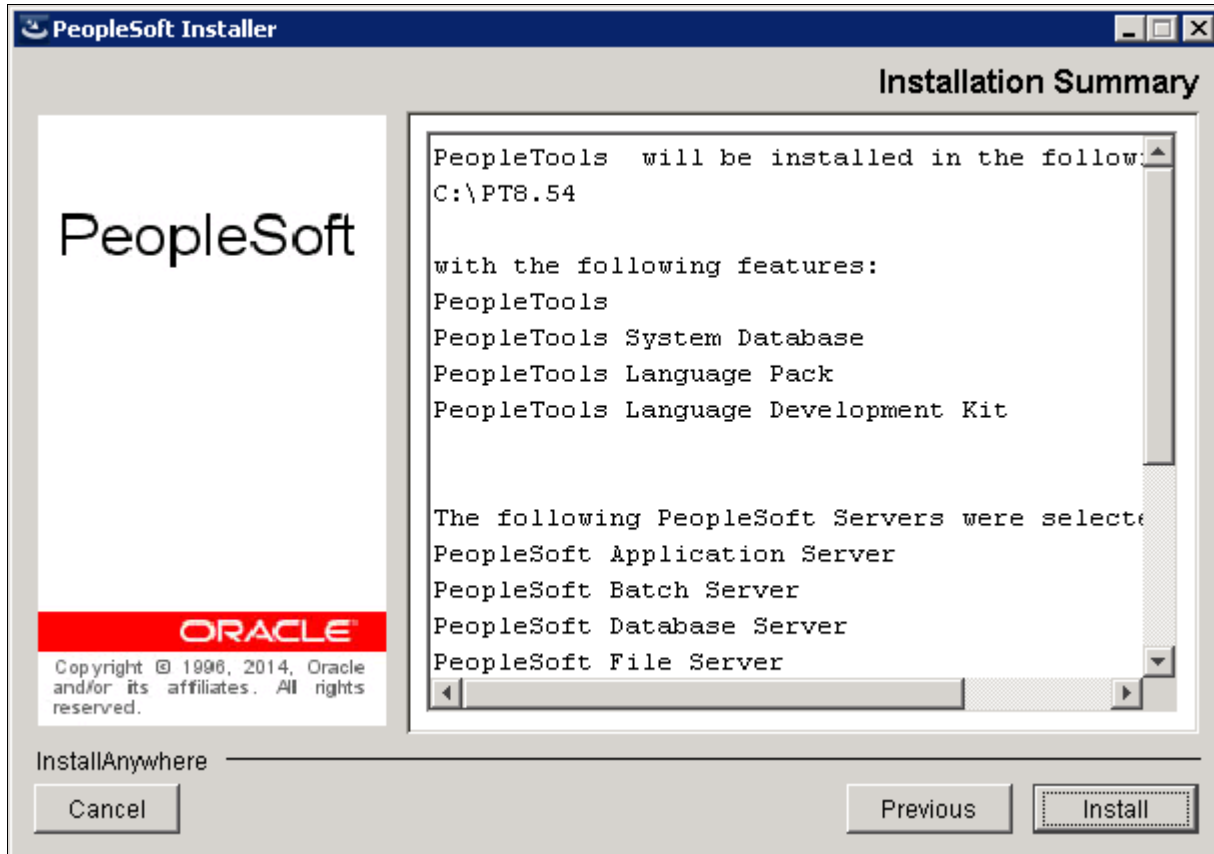 PeopleSoft Installer
Installation Summary
PeopleSoft
ORACLE
Copyright © 1996, 2014, Oracle
and/or its affiliates. All rights
reserved.
PeopleTools will be installed in the
C:\PT8.54
with the following features:
PeopleTools
PeopleTools System Database
PeopleTools Language Pack
PeopleTools Language Development Kit
The following PeopleSoft Servers were
PeopleSoft Application Server
PeopleSoft Batch Server
PeopleSoft Database Server
PeopleSoft File Server
InstallAnywhere
Cancel
Previous
Install